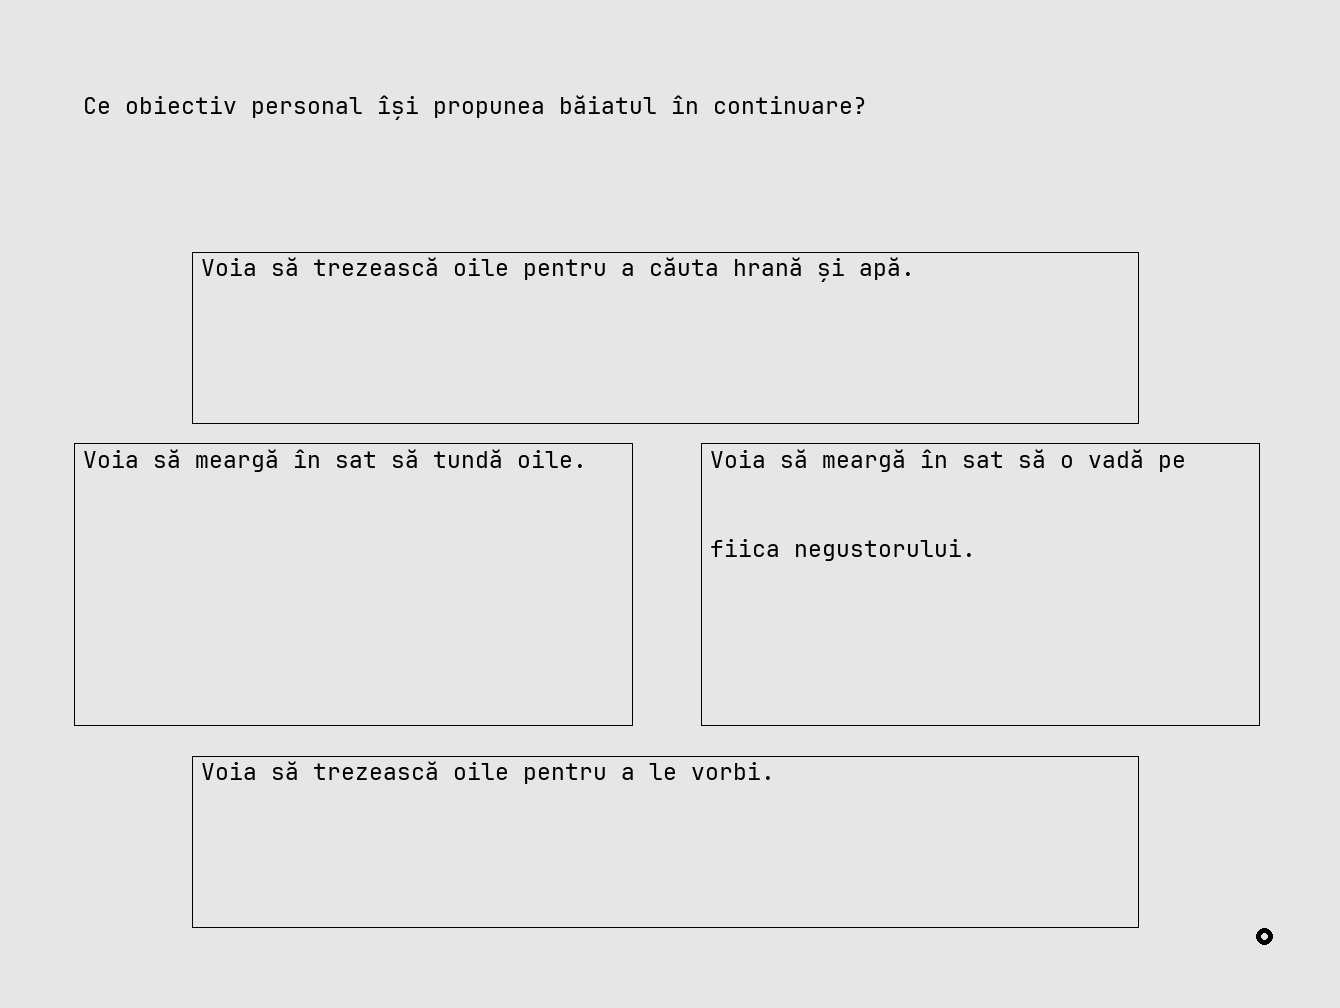 Ce obiectiv personal își propunea băiatul în continuare?
Voia să trezească oile pentru a căuta hrană și apă.
Voia să meargă în sat să tundă oile.
Voia să meargă în sat să o vadă pe
fiica negustorului.
Voia să trezească oile pentru a le vorbi.